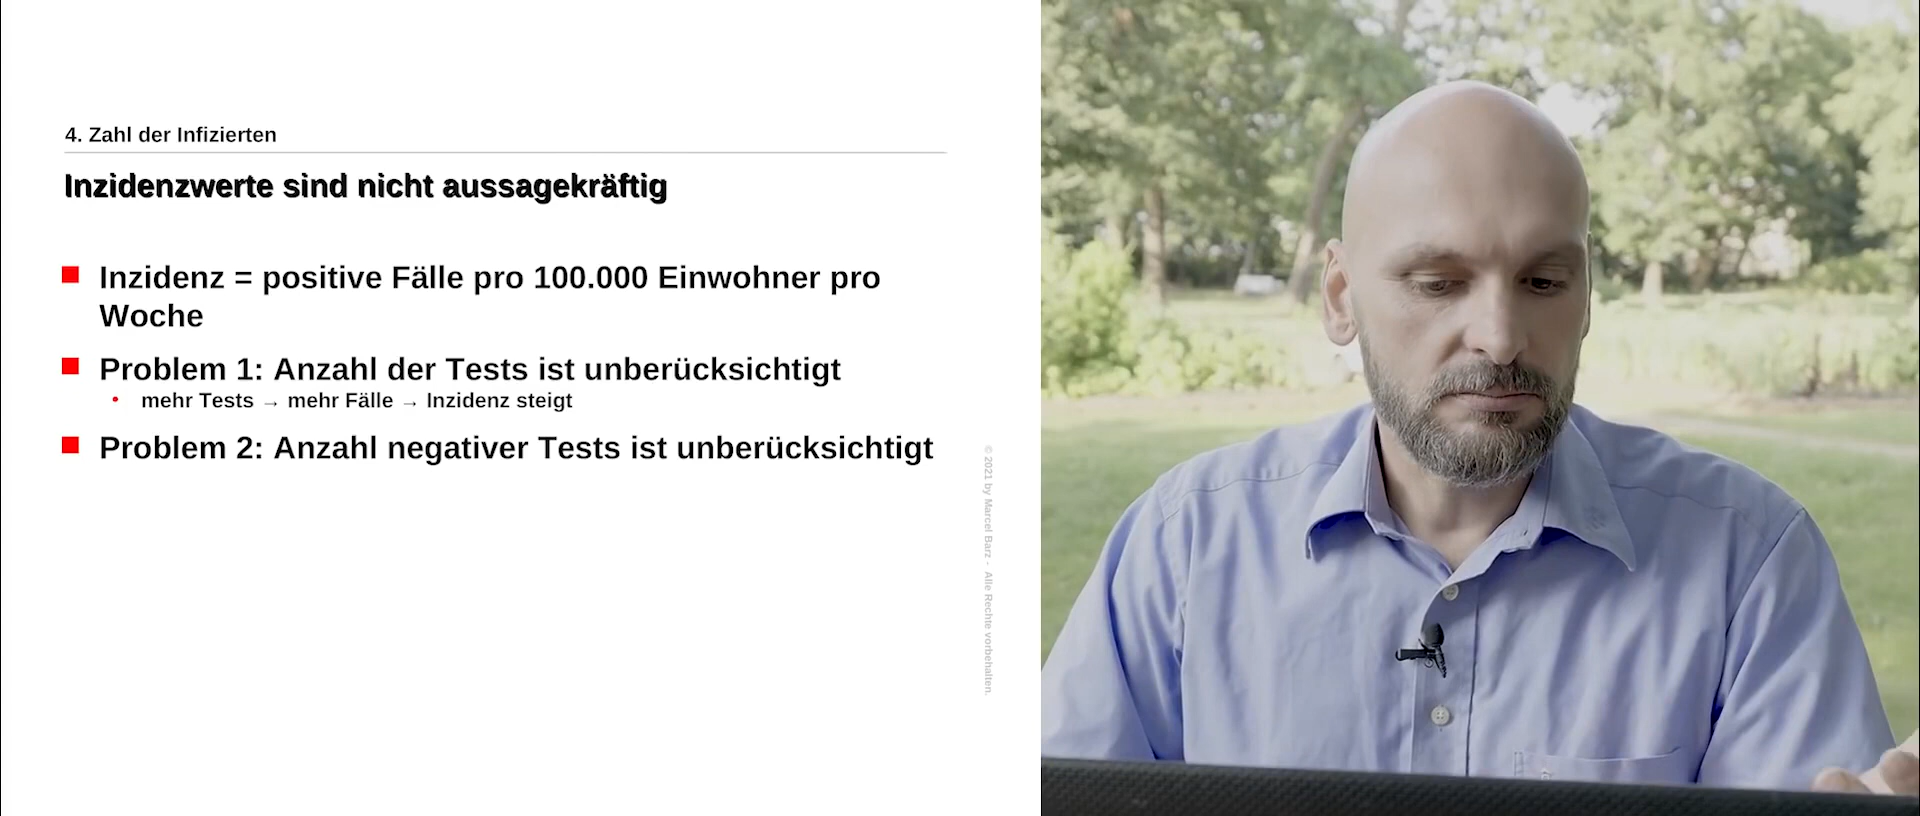 4. Zahl der Infizierten
Inzidenzwerte sind nicht aussagekräftig
Inzidenz = positive Fälle pro 100.000 Einwohner pro
Woche
Problem 1: Anzahl der Tests ist unberücksichtigt
mehr Tests → mehr Fälle → Inzidenz steigt
Problem 2: Anzahl negativer Tests ist unberücksichtigt
© 2021 by Marcel Barz - Alle Rechte vorbehalten.